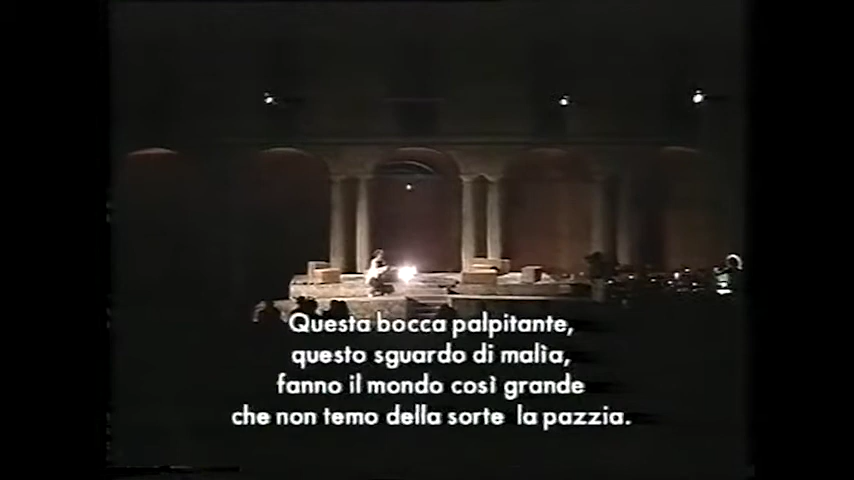 Questa bocca palpitante,
questo sguardo di malìa,
fanno il mondo così grande
che non temo della sorte la pazzia.